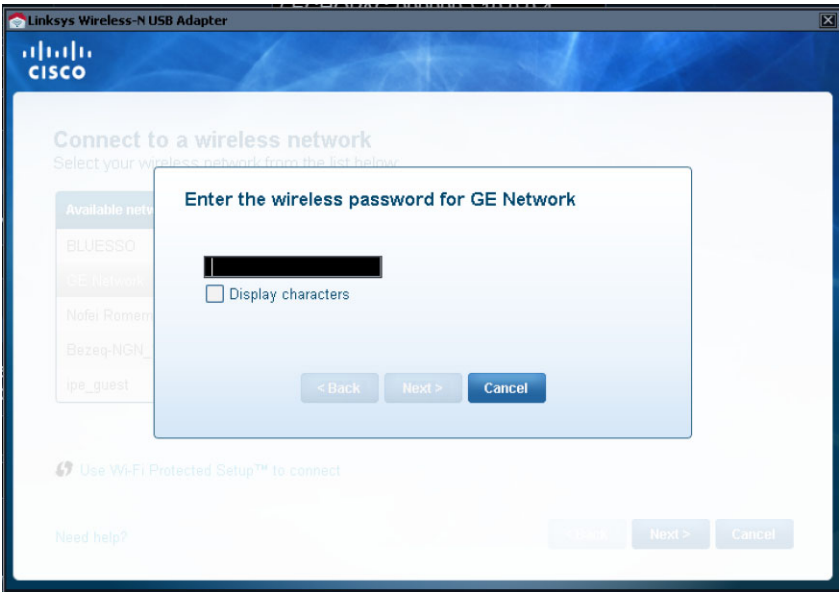 Linksys Wireless-N USB Adapter
CISCO
Connect to a wireless network
Select your wireless network from the list below:
Enter the wireless password for GE Network
Available netw
BLUESSO
GE Network
Display characters
Nofei Romem
Bezeq-NGN_
ipe_guest
< Back Next > Cancel
Use Wi-Fi Protected Setup™ to connect
Need help?
< Back Next > Cancel